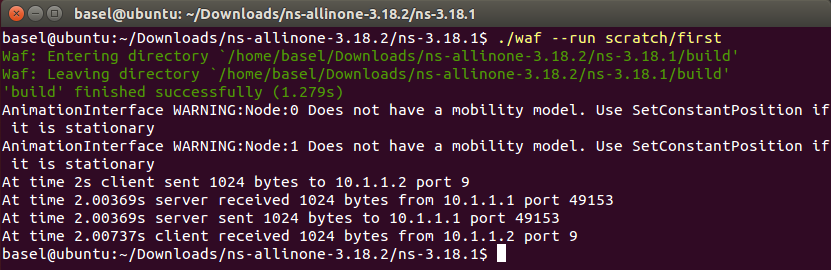 basel@ubuntu: ~/Downloads/ns-allinone-3.18.2/ns-3.18.1
basel@ubuntu:~/Downloads/ns-allinone-3.18.2/ns-3.18.1$ ./waf --run scratch/first
Waf: Entering directory `/home/basel/Downloads/ns-allinone-3.18.2/ns-3.18.1/build'
Waf: Leaving directory `/home/basel/Downloads/ns-allinone-3.18.2/ns-3.18.1/build'
'build' finished successfully (1.279s)
AnimationInterface WARNING:Node:0 Does not have a mobility model. Use SetConstantPosition if
it is stationary
AnimationInterface WARNING:Node:1 Does not have a mobility model. Use SetConstantPosition if
it is stationary
At time 2s client sent 1024 bytes to 10.1.1.2 port 9
At time 2.00369s server received 1024 bytes from 10.1.1.1 port 49153
At time 2.00369s server sent 1024 bytes to 10.1.1.1 port 49153
At time 2.00737s client received 1024 bytes from 10.1.1.2 port 9
basel@ubuntu:~/Downloads/ns-allinone-3.18.2/ns-3.18.1$